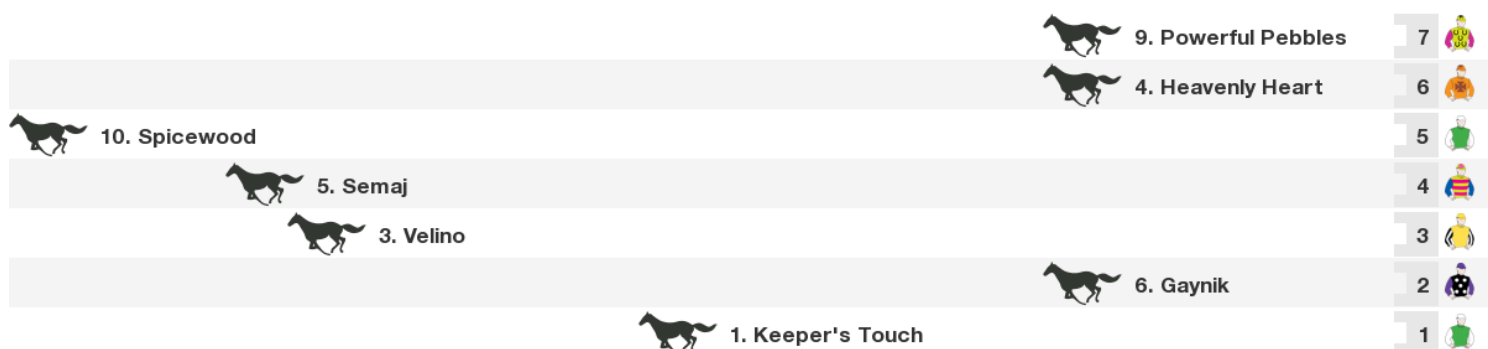 9. Powerful Pebbles 7
4. Heavenly Heart 6
10. Spicewood 5
5. Semaj 4
3. Velino 3
6. Gaynik 2
1. Keeper's Touch 1